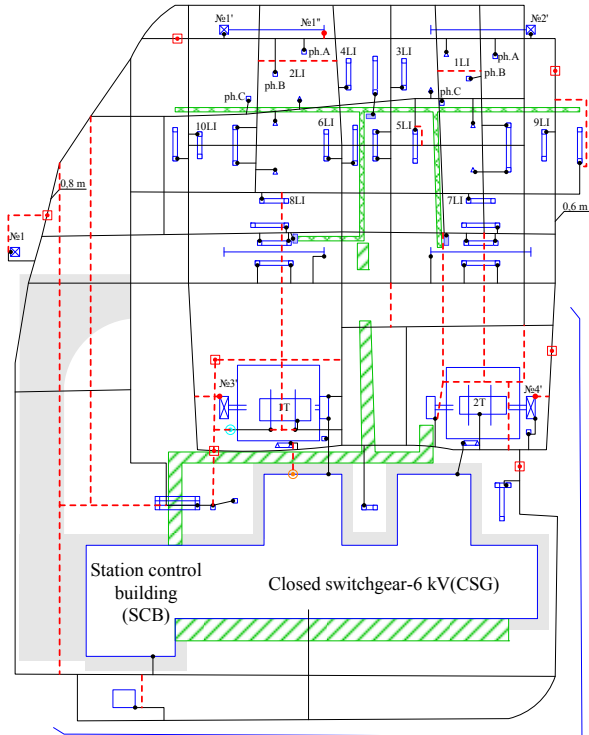 №1'
№1"
№2'
ph.A
4LI
3LI
ph.A
1LI
ph.B
2LI
ph.B
ph.C
ph.C
10LI
6LI
5LI
9LI
0,8 m
8LI
7LI
0,6 m
№1
№3'
№4'
1T
2T
Station control
building
(SCB)
Closed switchgear-6 kV(CSG)